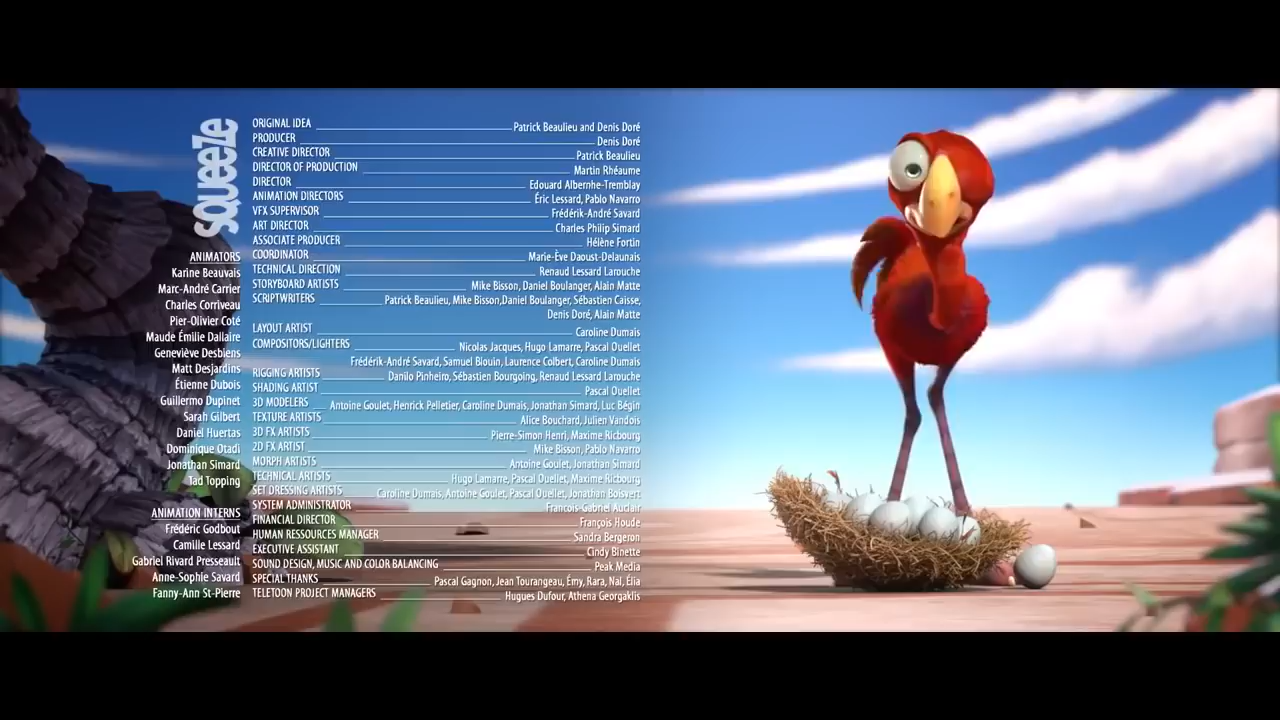 squeeze
ORIGINAL IDEA Patrick Beaulieu and Denis Doré
PRODUCER Denis Doré
CREATIVE DIRECTOR Patrick Beaulieu
DIRECTOR OF PRODUCTION Martin Rhéaume
DIRECTOR Edouard Albernhe-Tremblay
ANIMATION DIRECTORS Éric Lessard, Pablo Navarro
VFX SUPERVISOR Frédérik-André Savard
ART DIRECTOR Charles Philip Simard
ASSOCIATE PRODUCER Hélène Fortin
COORDINATOR Marie-Ève Daoust-Delaunais
TECHNICAL DIRECTION Renaud Lessard Larouche
STORYBOARD ARTISTS Mike Bisson, Daniel Boulanger, Alain Matte
SCRIPTWRITERS Patrick Beaulieu, Mike Bisson,Daniel Boulanger, Sébastien Caisse,
Denis Doré, Alain Matte
LAYOUT ARTIST Caroline Dumais
COMPOSITORS/LIGHTERS Nicolas Jacques, Hugo Lamarre, Pascal Ouellet
Frédérik-André Savard, Samuel Blouin, Laurence Colbert, Caroline Dumais
RIGGING ARTISTS Danilo Pinheiro, Sébastien Bourgoing, Renaud Lessard Larouche
SHADING ARTIST Pascal Ouellet
3D MODELERS Antoine Goulet, Henrick Pelletier, Caroline Dumais, Jonathan Simard, Luc Bégin
TEXTURE ARTISTS Alice Bouchard, Julien Vandois
3D FX ARTISTS Pierre-Simon Henri, Maxime Ricbourg
2D FX ARTIST Mike Bisson, Pablo Navarro
MORPH ARTISTS Antoine Goulet, Jonathan Simard
TECHNICAL ARTISTS Hugo Lamarre, Pascal Ouellet, Maxime Ricbourg
SET DRESSING ARTISTS Caroline Dumais, Antoine Goulet, Pascal Ouellet, Jonathan Boisvert
SYSTEM ADMINISTRATOR Francois-Gabriel Auclair
FINANCIAL DIRECTOR François Houde
HUMAN RESSOURCES MANAGER Sandra Bergeron
EXECUTIVE ASSISTANT Cindy Binette
SOUND DESIGN, MUSIC AND COLOR BALANCING Peak Media
SPECIAL THANKS Pascal Gagnon, Jean Tourangeau, Émy, Rara, Nal, Élia
TELETOON PROJECT MANAGERS Hugues Dufour, Athena Georgaklis
ANIMATORS
Karine Beauvais
Marc-André Carrier
Charles Corriveau
Pier-Olivier Coté
Maude Émilie Dallaire
Geneviève Desbiens
Matt Desjardins
Étienne Dubois
Guillermo Dupinet
Sarah Gilbert
Daniel Huertas
Dominique Otadi
Jonathan Simard
Tad Topping
ANIMATION INTERNS
Frédéric Godbout
Camille Lessard
Gabriel Rivard Presseault
Anne-Sophie Savard
Fanny-Ann St-Pierre